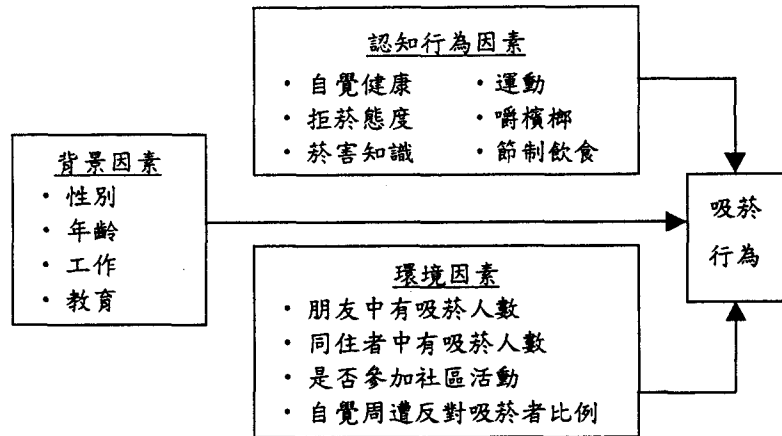 認知行為因素
・自覺健康 ・運動
・拒菸態度 ・嚼檳榔
・菸害知識 ・節制飲食
背景因素
・性別
・年齡
・工作
・教育
吸菸
行為
環境因素
・朋友中有吸菸人數
・同住者中有吸菸人數
・是否參加社區活動
・自覺周遭反對吸菸者比例